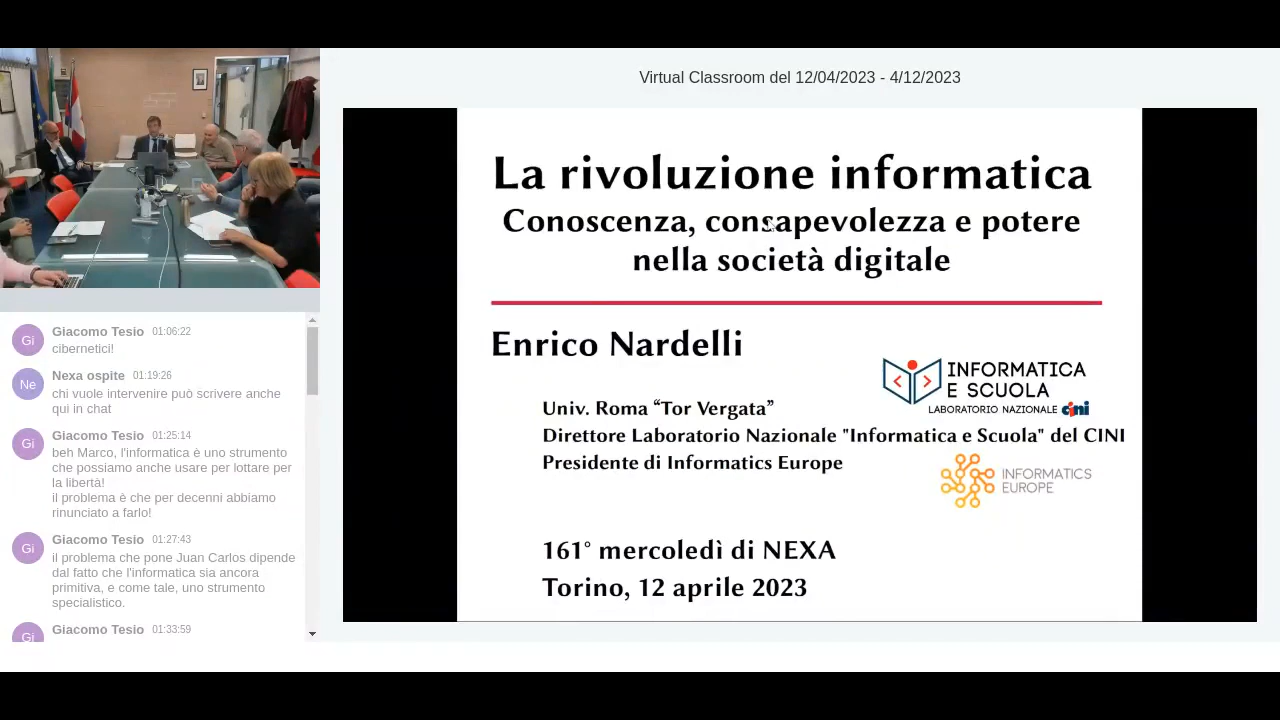 Virtual Classroom del 12/04/2023 - 4/12/2023
La rivoluzione informatica
Conoscenza, consapevolezza e potere
nella società digitale
Enrico Nardelli
INFORMATICA
E SCUOLA
LABORATORIO NAZIONALE cini
Univ. Roma “Tor Vergata”
Direttore Laboratorio Nazionale "Informatica e Scuola" del CINI
Presidente di Informatics Europe
INFORMATICS
EUROPE
161° mercoledì di NEXA
Torino, 12 aprile 2023
Gi
Giacomo Tesio 01:06:22
cibernetici!
Ne
Nexa ospite 01:19:26
chi vuole intervenire può scrivere anche
qui in chat
Gi
Giacomo Tesio 01:25:14
beh Marco, l'informatica è uno strumento
che possiamo anche usare per lottare per
la libertà!
il problema è che per decenni abbiamo
rinunciato a farlo!
Gi
Giacomo Tesio 01:27:43
il problema che pone Juan Carlos dipende
dal fatto che l'informatica sia ancora
primitiva, e come tale, uno strumento
specialistico.
Gi
Giacomo Tesio 01:33:59